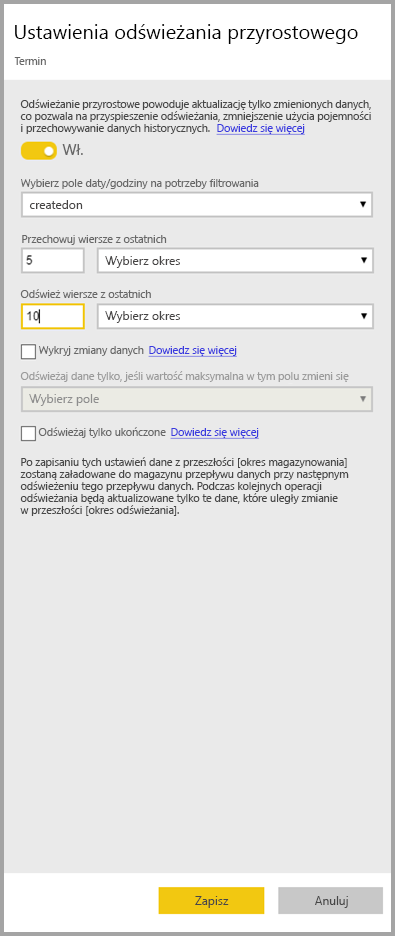 Ustawienia odświeżania przyrostowego
Termin
Odświeżanie przyrostowe powoduje aktualizację tylko zmienionych danych,
co pozwala na przyspieszenie odświeżania, zmniejszenie użycia pojemności
i przechowywanie danych historycznych. Dowiedz się więcej
Wł.
Wybierz pole daty/godziny na potrzeby filtrowania
createdon
Przechowuj wiersze z ostatnich
5 Wybierz okres
Odśwież wiersze z ostatnich
10 Wybierz okres
Wykryj zmiany danych Dowiedz się więcej
Odświeżaj dane tylko, jeśli wartość maksymalna w tym polu zmieni się
Wybierz pole
Odświeżaj tylko ukończone Dowiedz się więcej
Po zapisaniu tych ustawień dane z przeszłości [okres magazynowania]
zostaną załadowane do magazynu przepływu danych przy następnym
odświeżeniu tego przepływu danych. Podczas kolejnych operacji
odświeżania będą aktualizowane tylko te dane, które uległy zmianie
w przeszłości [okres odświeżania].
Zapisz Anuluj